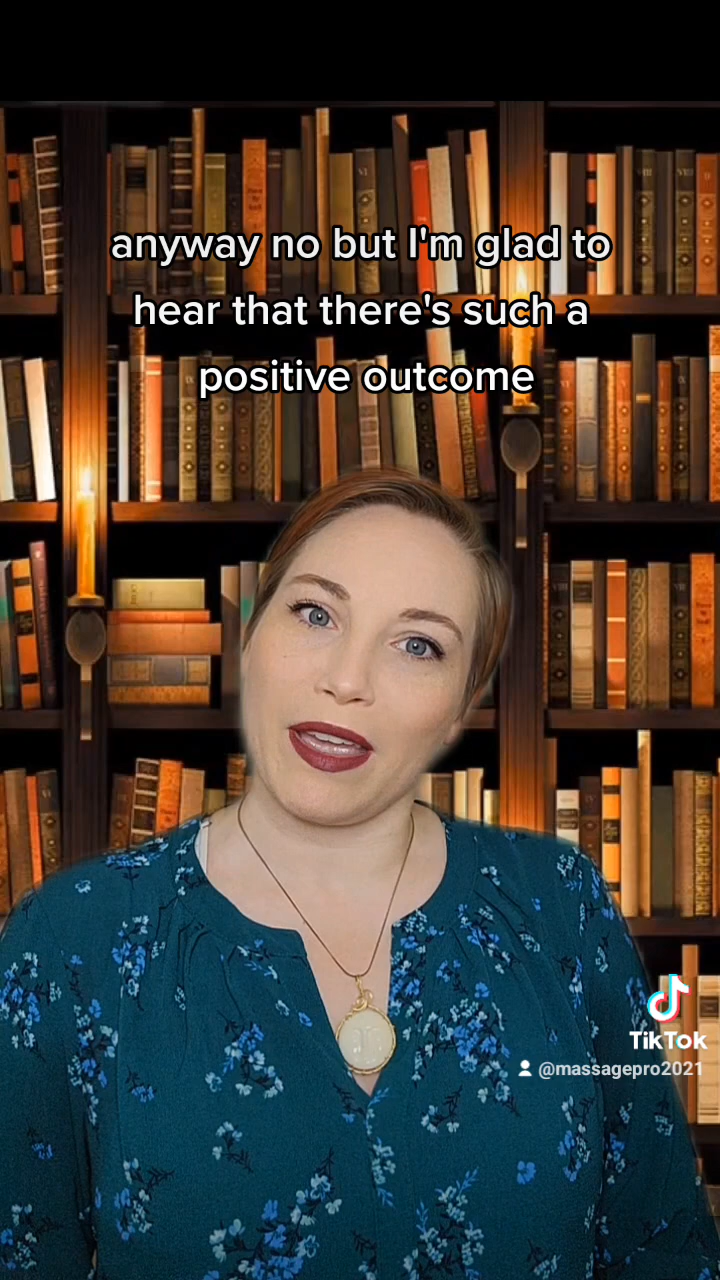 anyway no but I'm glad to
hear that there's such a
positive outcome
TikTok
@massagepro2021